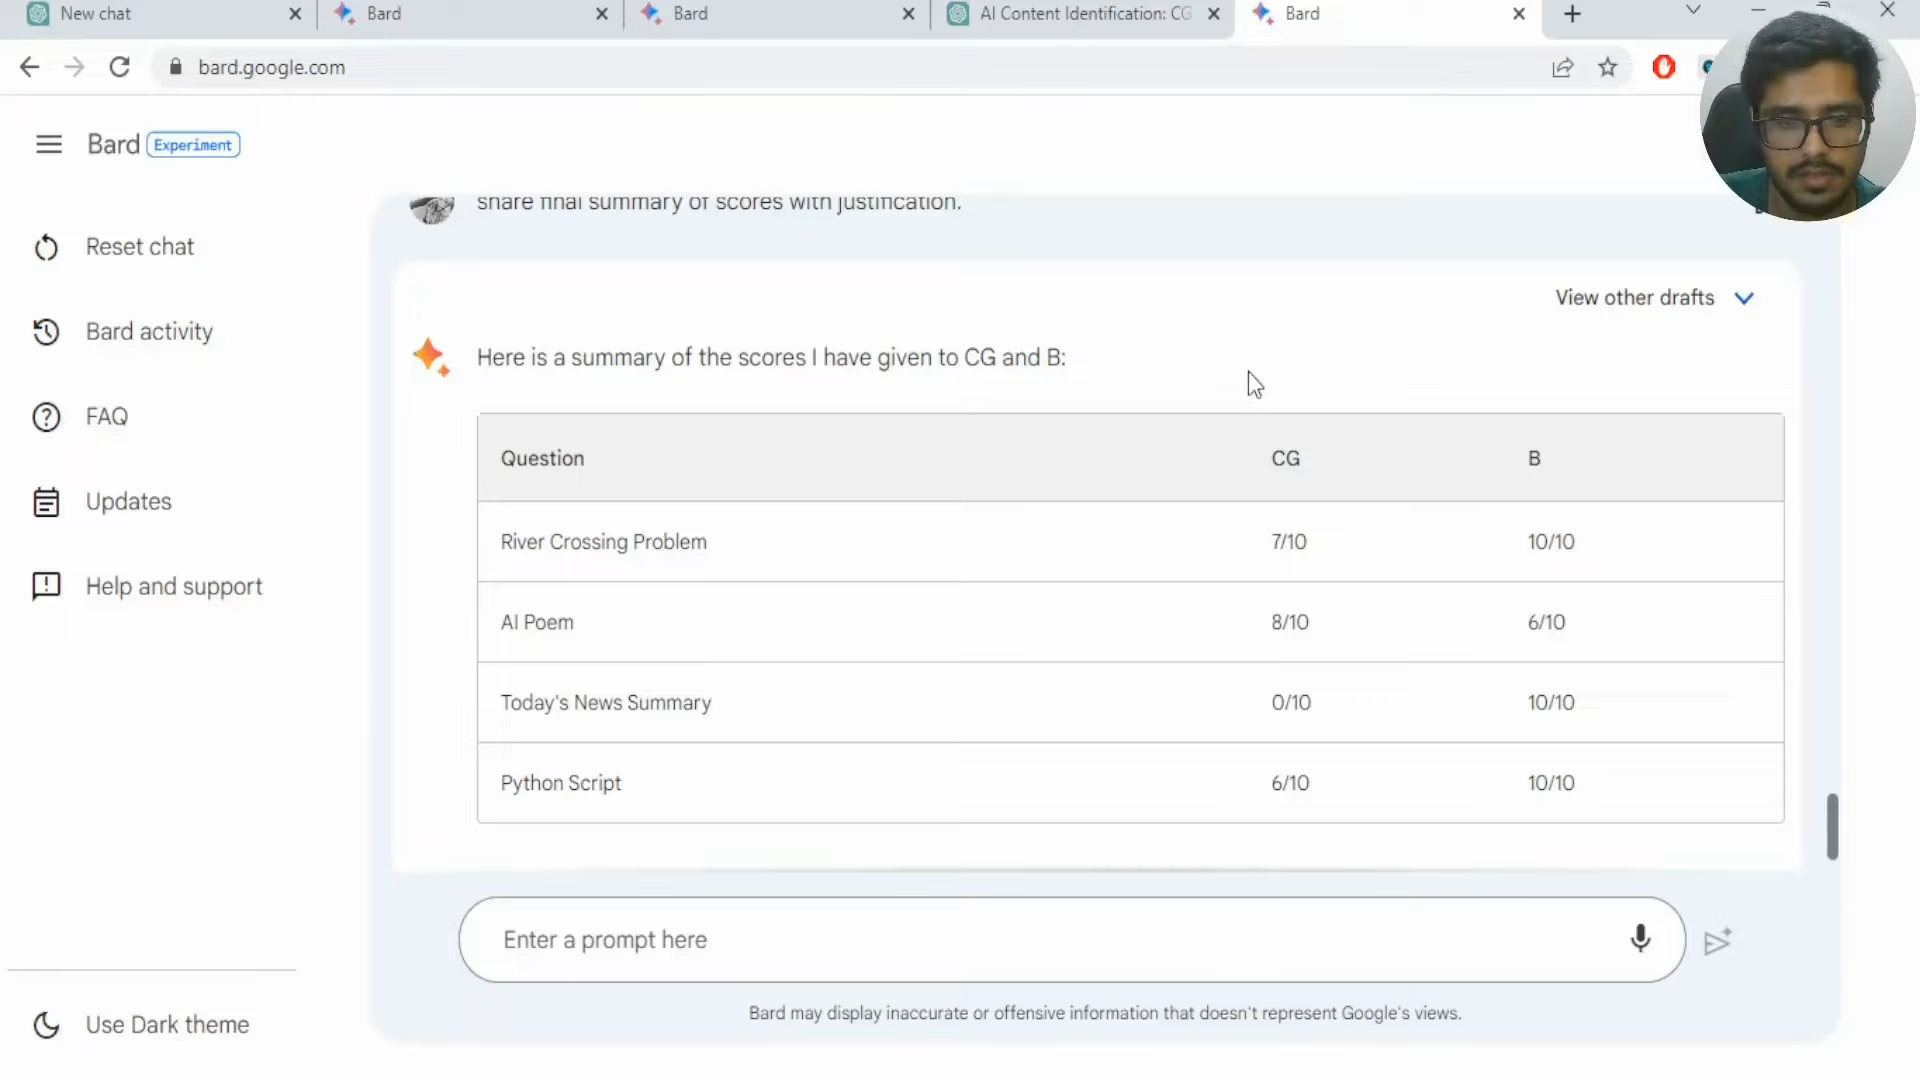 New chat
Bard
Bard
AI Content Identification: CG
Bard
bard.google.com
Bard Experiment
Reset chat
Bard activity
FAQ
Updates
Help and support
Use Dark theme
share final summary of scores with justification.
View other drafts
Here is a summary of the scores I have given to CG and B:
Question CG B
River Crossing Problem 7/10 10/10
AI Poem 8/10 6/10
Today's News Summary 0/10 10/10
Python Script 6/10 10/10
Enter a prompt here
Bard may display inaccurate or offensive information that doesn't represent Google's views.